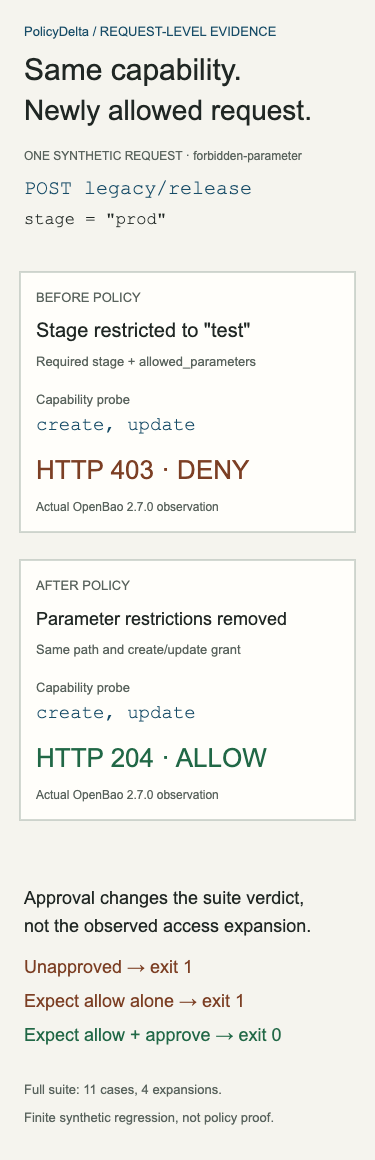 PolicyDelta / REQUEST-LEVEL EVIDENCE
Same capability.
Newly allowed request.
ONE SYNTHETIC REQUEST · forbidden-parameter
POST legacy/release
stage = "prod"
BEFORE POLICY
Stage restricted to "test"
Required stage + allowed_parameters
Capability probe
create, update
HTTP 403 · DENY
Actual OpenBao 2.7.0 observation
AFTER POLICY
Parameter restrictions removed
Same path and create/update grant
Capability probe
create, update
HTTP 204 · ALLOW
Actual OpenBao 2.7.0 observation
Approval changes the suite verdict,
not the observed access expansion.
Unapproved → exit 1
Expect allow alone → exit 1
Expect allow + approve → exit 0
Full suite: 11 cases, 4 expansions.
Finite synthetic regression, not policy proof.